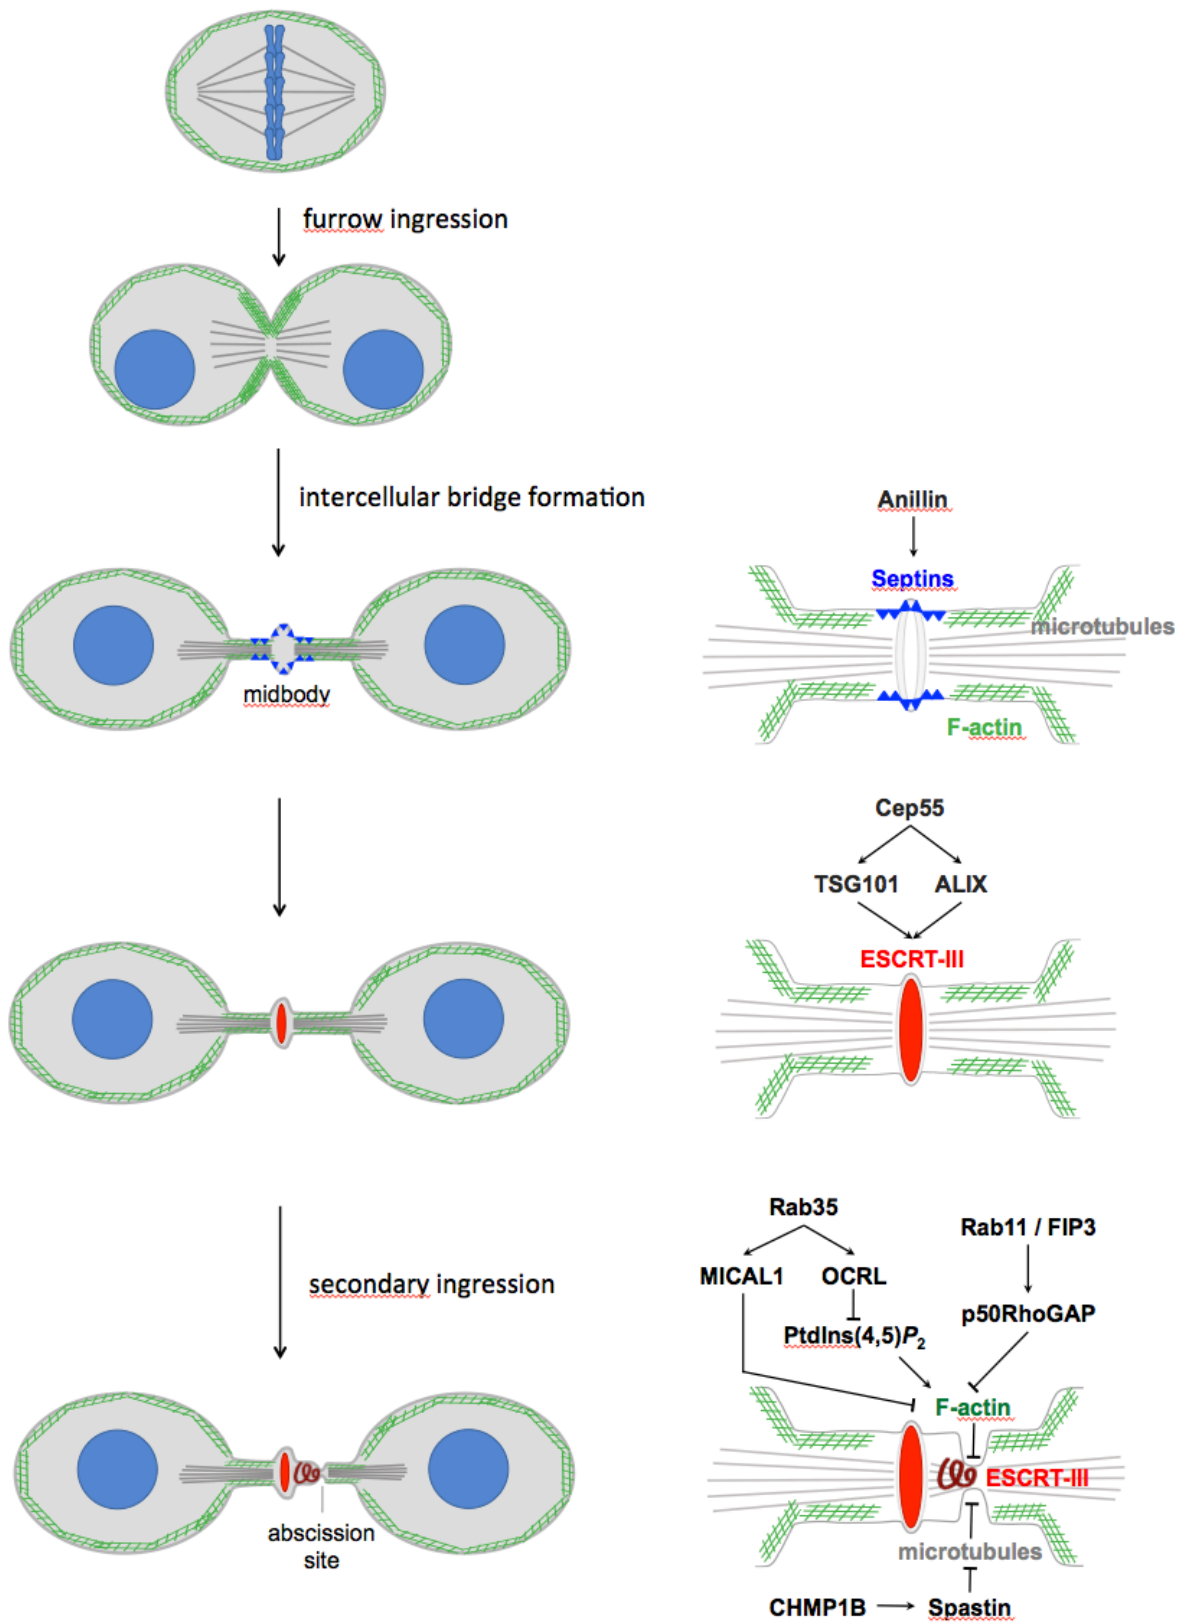 furrow ingression
intercellular bridge formation
Anillin
Septins
microtubules
midbody
F-actin
Cep55
TSG101 ALIX
ESCRT-III
Rab35
Rab11 / FIP3
secondary ingression
MICAL1 OCRL
p50RhoGAP
PtdIns(4,5)P2
F-actin
ESCRT-III
abscission
site
microtubules
CHMP1B Spastin